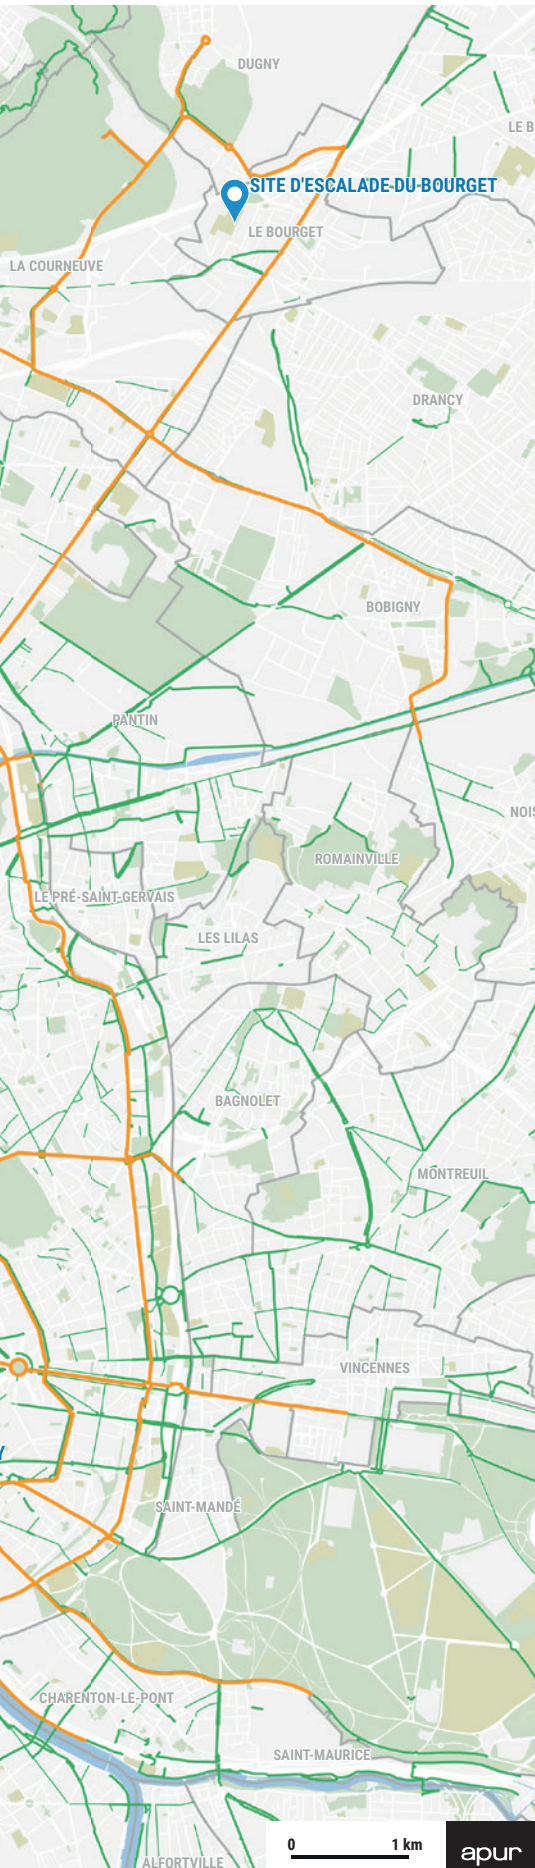 DUGNY
LE B
SITE D'ESCALADE DU BOURGET
LE BOURGET
LA COURNEUVE
DRANCY
BOBIGNY
PANTIN
NOIS
ROMAINVILLE
LE PRÉ-SAINT-GERVAIS
LES LILAS
BAGNOLET
MONTREUIL
VINCENNES
Y
SAINT-MANDÉ
CHARENTON-LE-PONT
SAINT-MAURICE
0 1 km
apur
ALFORTVILLE